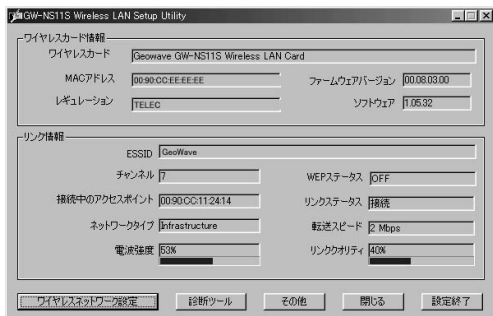 GW-NS11S Wireless LAN Setup Utility
ワイヤレスカード情報
ワイヤレスカード Geowave GW-NS11S Wireless LAN Card
MACアドレス 00:90:CC:EE:EE:EE ファームウェアバージョン 00.08.03.00
レギュレーション TELEC ソフトウェア 1.05.32
リンク情報
ESSID GeoWave
チャンネル 7 WEPステータス OFF
接続中のアクセスポイント 00:90:CC:11:24:14 リンクステータス 接続
ネットワークタイプ Infrastructure 転送スピード 2 Mbps
電波強度 53% リンククオリティ 40%
ワイヤレスネットワーク設定 診断ツール その他 閉じる 設定終了